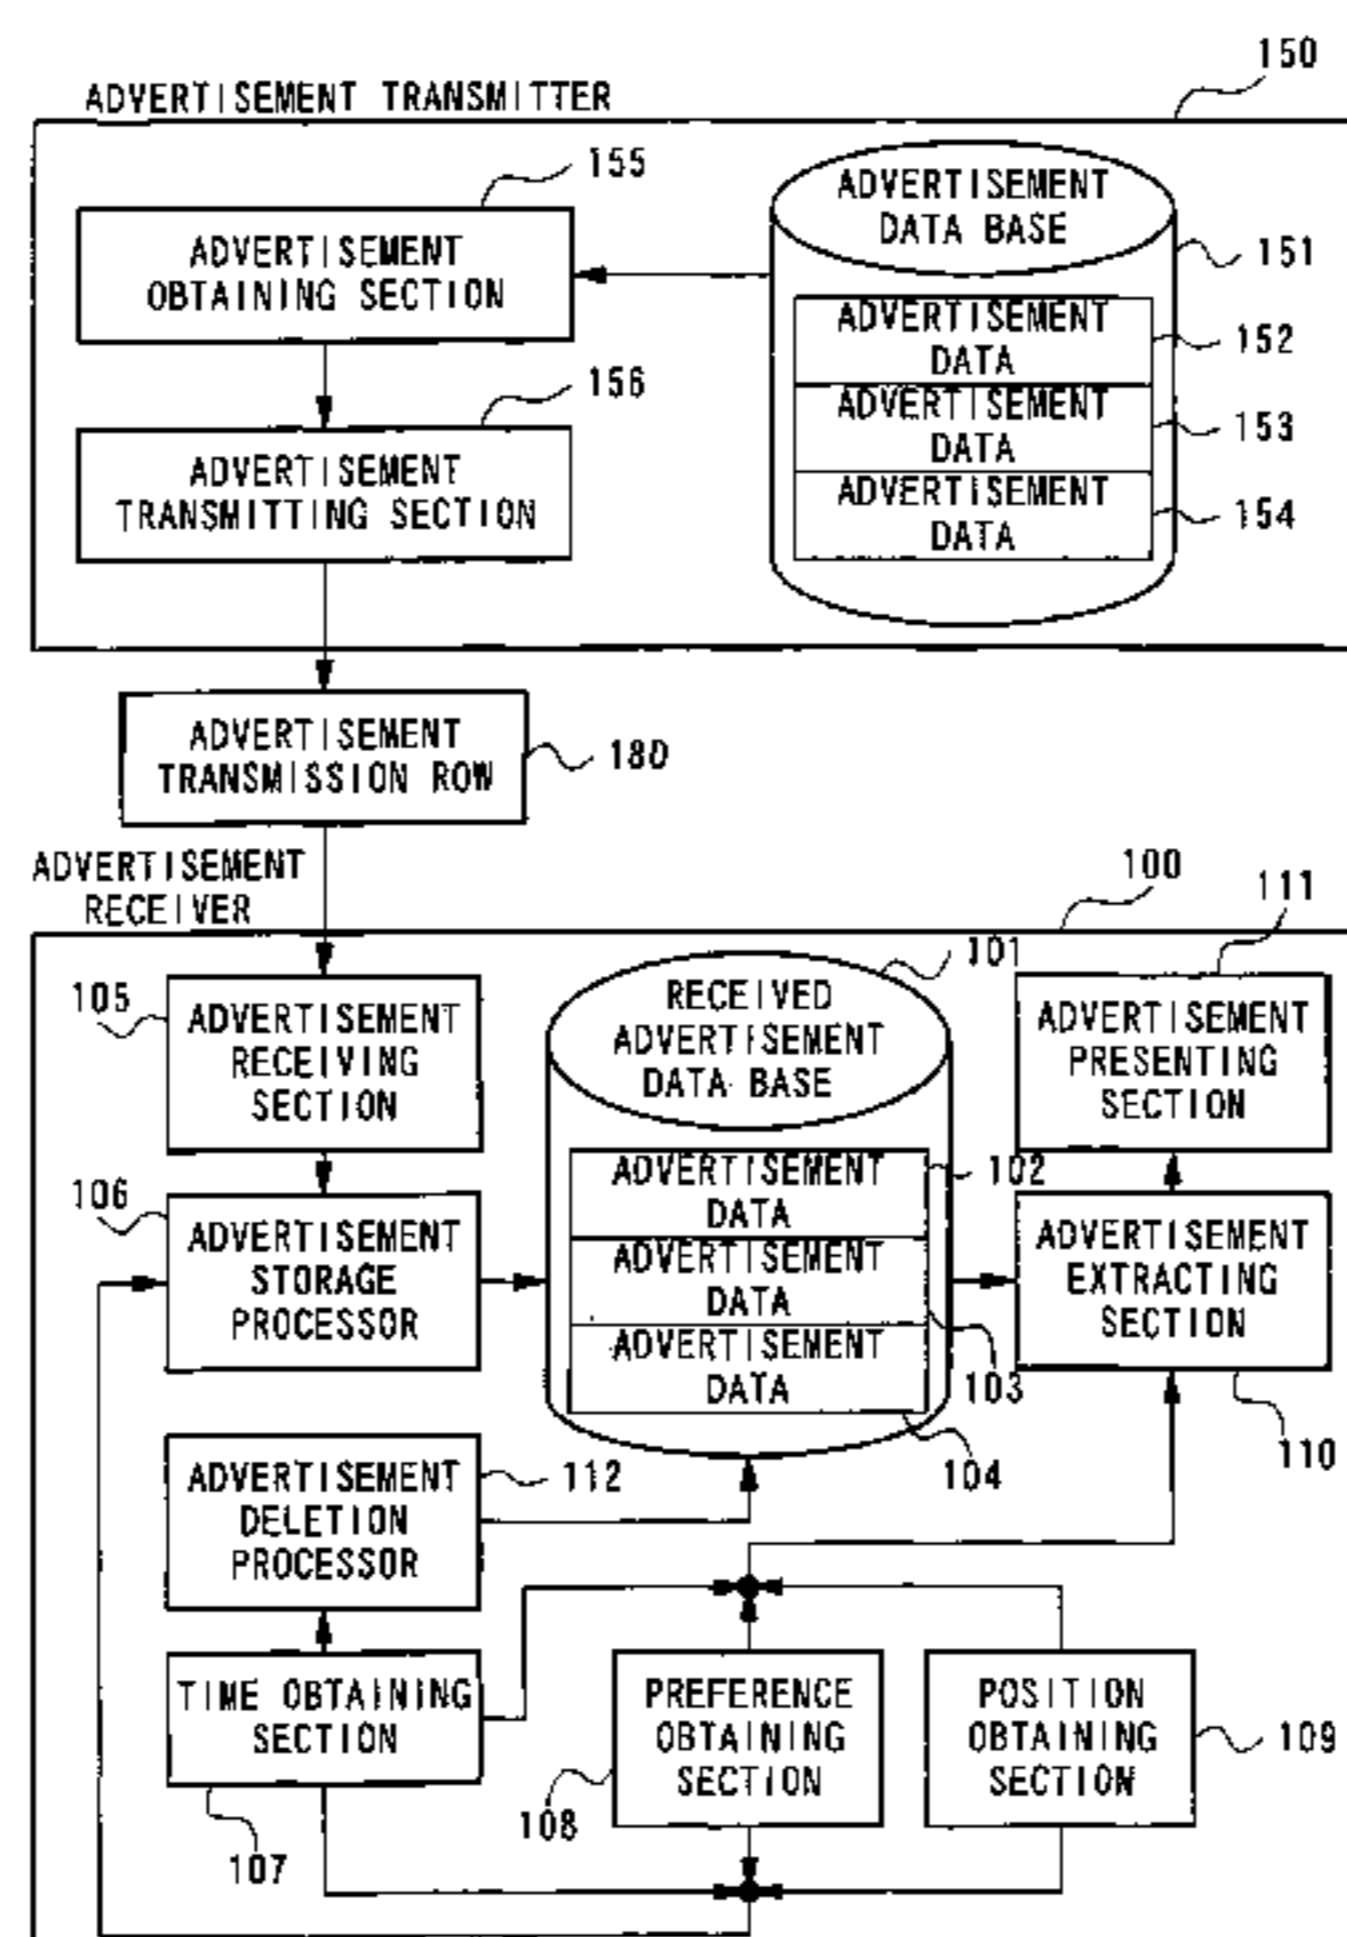 150
ADVERTISEMENT TRANSMITTER
155
ADVERTISEMENT
OBTAINING SECTION
ADVERTISEMENT
DATA BASE
151
ADVERTISEMENT
DATA
152
ADVERTISEMENT
DATA
153
ADVERTISEMENT
DATA
154
156
ADVERTISEMENT
TRANSMITTING SECTION
ADVERTISEMENT
TRANSMISSION ROW
180
ADVERTISEMENT
RECEIVER
100
111
105
ADVERTISEMENT
RECEIVING
SECTION
101
RECEIVED
ADVERTISEMENT
DATA BASE
ADVERTISEMENT
PRESENTING
SECTION
106
ADVERTISEMENT
STORAGE
PROCESSOR
ADVERTISEMENT
DATA
102
ADVERTISEMENT
DATA
103
ADVERTISEMENT
DATA
104
ADVERTISEMENT
EXTRACTING
SECTION
110
ADVERTISEMENT
DELETION
PROCESSOR
112
TIME OBTAINING
SECTION
107
PREFERENCE
OBTAINING
SECTION
108
POSITION
OBTAINING
SECTION
109